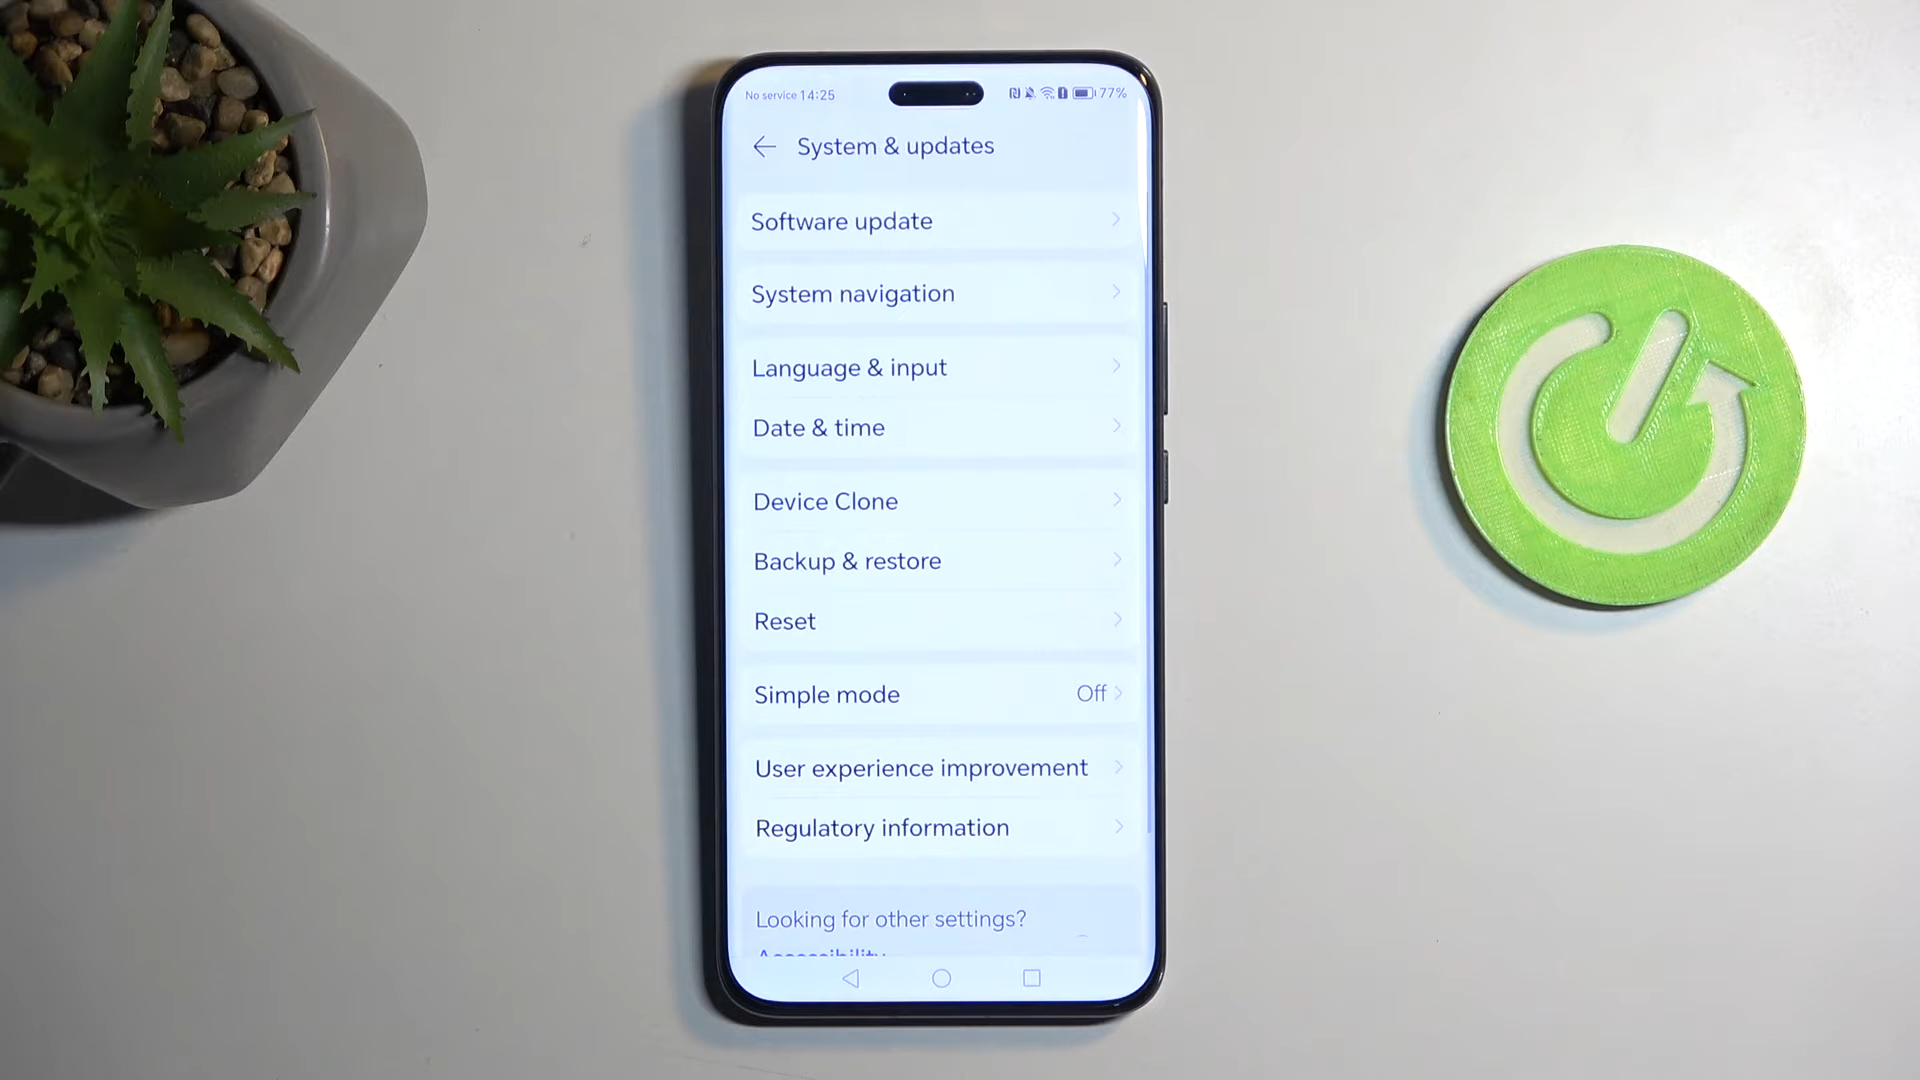 No service 14:25
77%
System & updates
Software update
System navigation
Language & input
Date & time
Device Clone
Backup & restore
Reset
Simple mode Off
User experience improvement
Regulatory information
Looking for other settings?
Accessibility